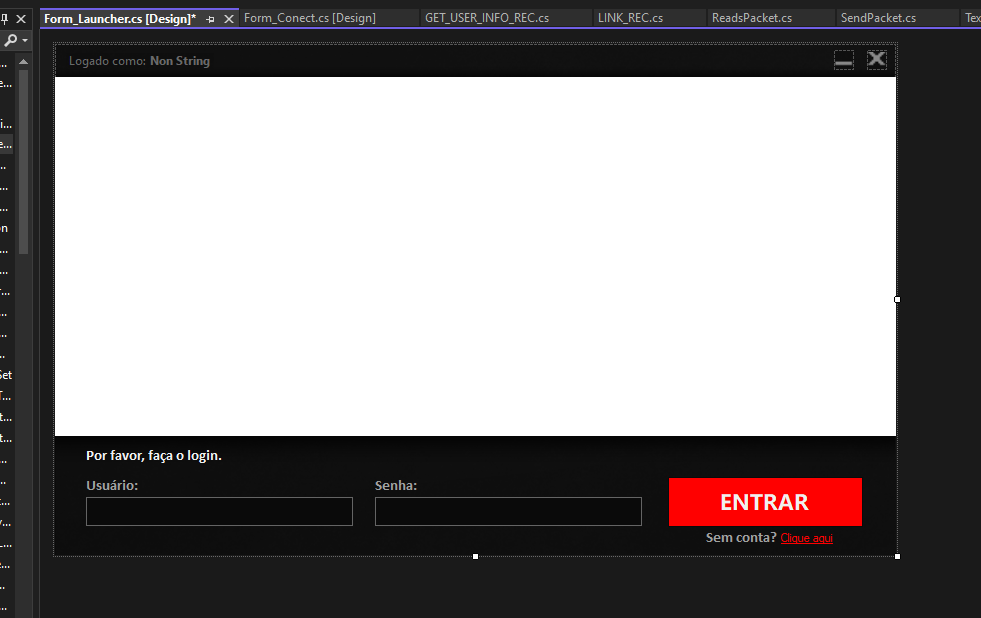 Form_Launcher.cs [Design]*
Form_Conect.cs [Design]
GET_USER_INFO_REC.cs
LINK_REC.cs
ReadsPacket.cs
SendPacket.cs
Tex
Logado como: Non String
Por favor, faça o login.
Usuário:
Senha:
ENTRAR
Sem conta? Clique aqui